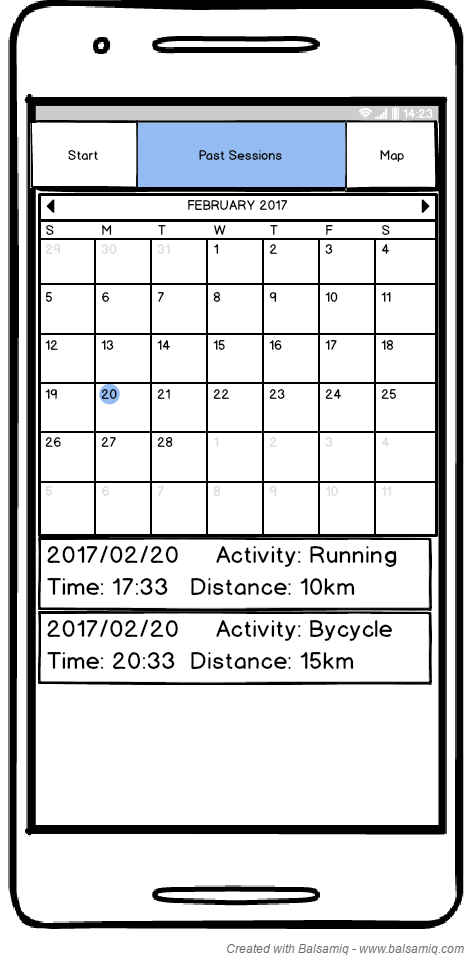 14:23
Start Past Sessions Map
FEBRUARY 2017
S M T W T F S
29 30 31 1 2 3 4
5 6 7 8 9 10 11
12 13 14 15 16 17 18
19 20 21 22 23 24 25
26 27 28 1 2 3 4
5 6 7 8 9 10 11
2017/02/20 Activity: Running
Time: 17:33 Distance: 10km
2017/02/20 Activity: Bycycle
Time: 20:33 Distance: 15km
Created with Balsamiq - www.balsamiq.com